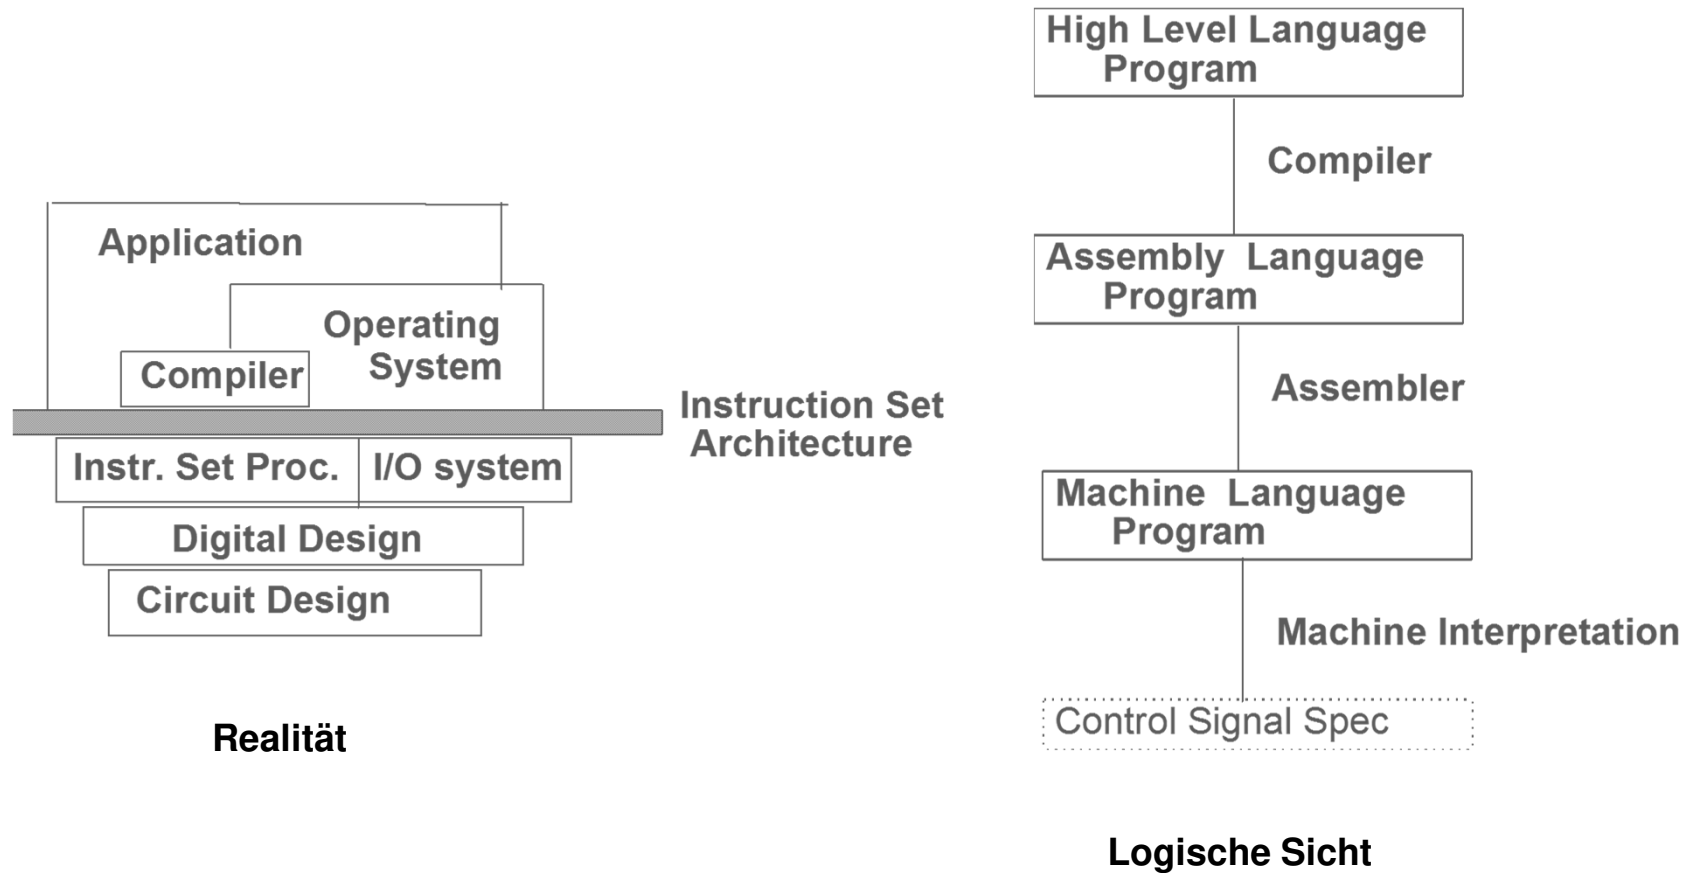 Application
Operating
System
Compiler
Instruction Set
Architecture
Instr. Set Proc.
I/O system
Digital Design
Circuit Design
Realität
High Level Language
Program
Compiler
Assembly Language
Program
Assembler
Machine Language
Program
Machine Interpretation
Control Signal Spec
Logische Sicht